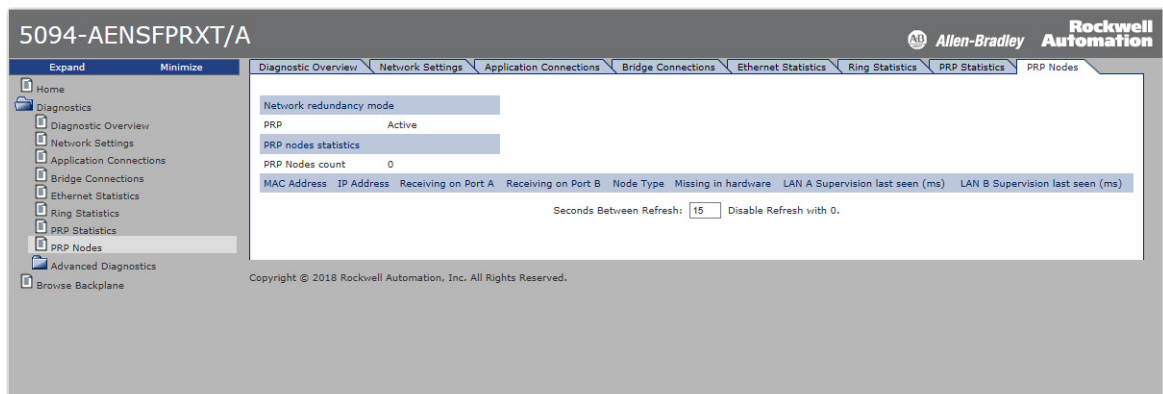 5094-AENSFPRXT/A
AB Allen-Bradley Rockwell Automation
Expand Minimize
Home
Diagnostics
Diagnostic Overview
Network Settings
Application Connections
Bridge Connections
Ethernet Statistics
Ring Statistics
PRP Statistics
PRP Nodes
Advanced Diagnostics
Browse Backplane
Diagnostic Overview Network Settings Application Connections Bridge Connections Ethernet Statistics Ring Statistics PRP Statistics PRP Nodes
Network redundancy mode
PRP Active
PRP nodes statistics
PRP Nodes count 0
MAC Address IP Address Receiving on Port A Receiving on Port B Node Type Missing in hardware LAN A Supervision last seen (ms) LAN B Supervision last seen (ms)
Seconds Between Refresh: 15 Disable Refresh with 0.
Copyright © 2018 Rockwell Automation, Inc. All Rights Reserved.